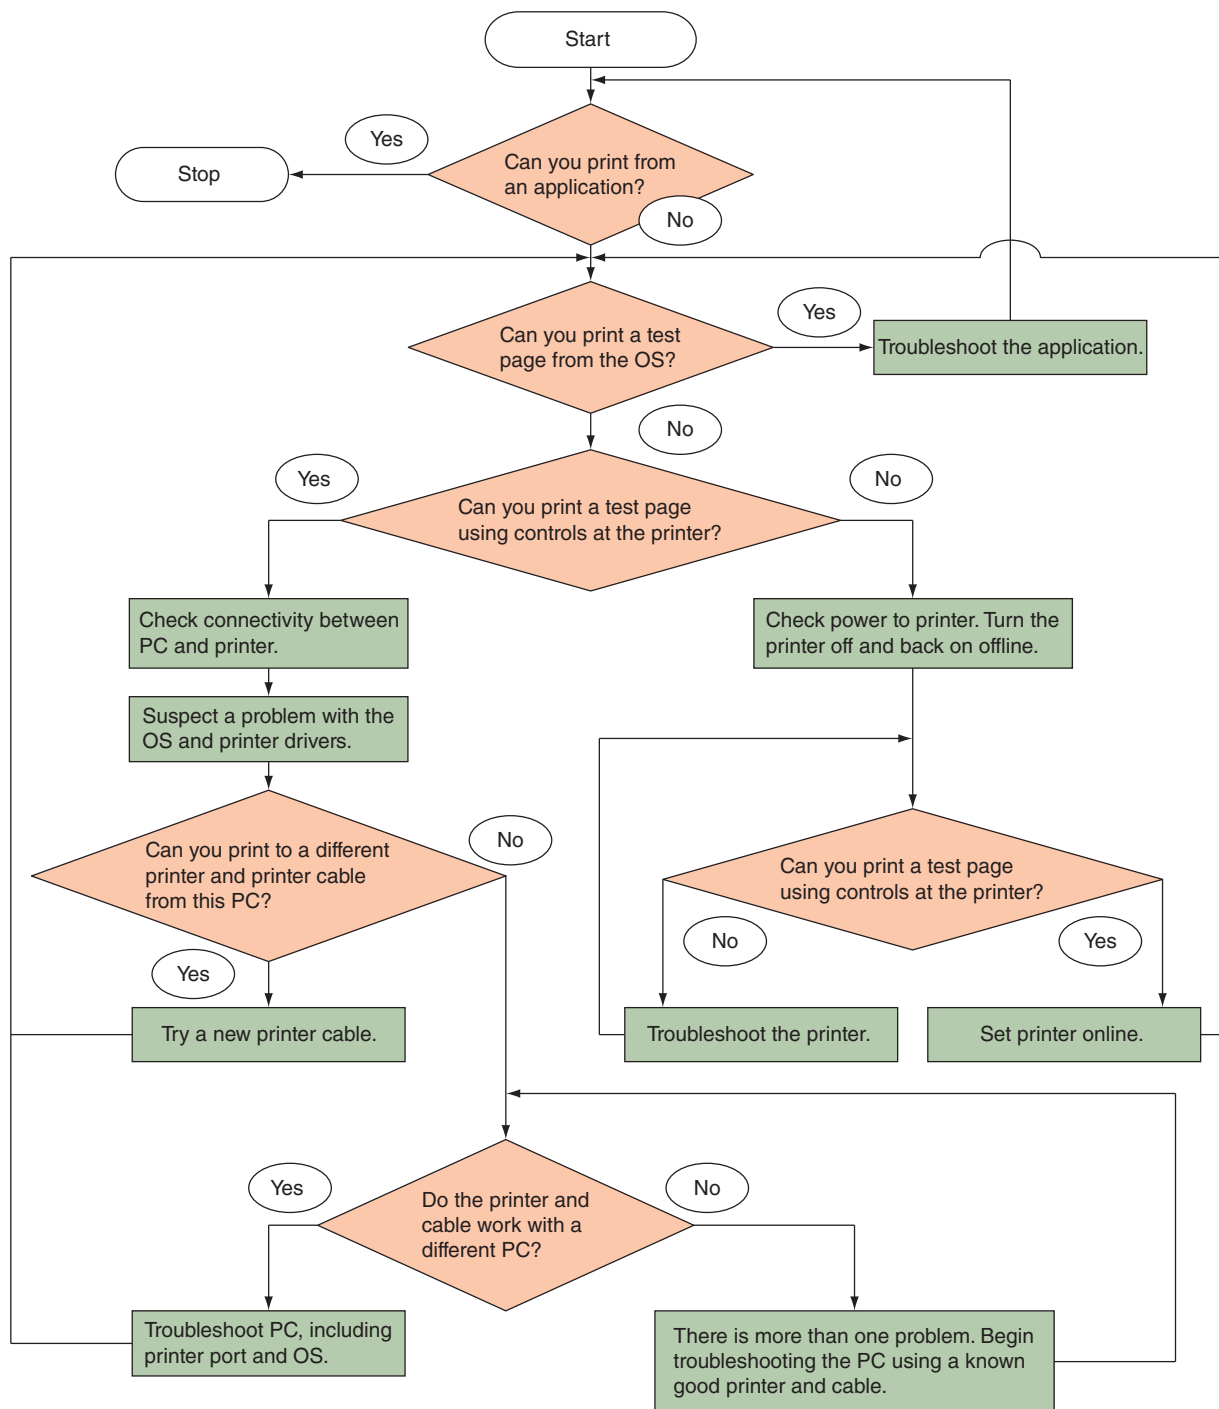 Start
Yes
Stop
Can you print from
an application?
No
Can you print a test
page from the OS?
Yes
Troubleshoot the application.
No
Yes
No
Can you print a test page
using controls at the printer?
Check connectivity between
PC and printer.
Check power to printer. Turn the
printer off and back on offline.
Suspect a problem with the
OS and printer drivers.
Can you print to a different
printer and printer cable
from this PC?
No
Can you print a test page
using controls at the printer?
No
Yes
Yes
Try a new printer cable.
Troubleshoot the printer.
Set printer online.
Yes
No
Do the printer and
cable work with a
different PC?
Troubleshoot PC, including
printer port and OS.
There is more than one problem. Begin
troubleshooting the PC using a known
good printer and cable.